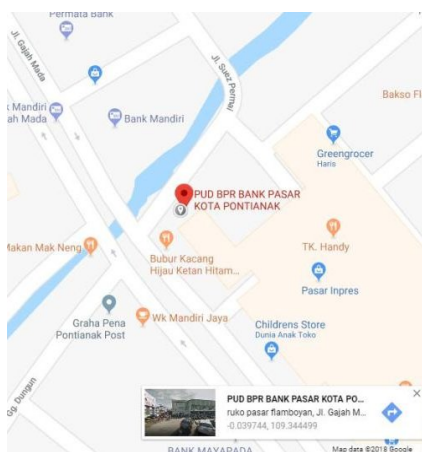 Permata Bank
Jl. Gajah Mada
Jl. Suez Permai
Bakso Fl
Mandiri
ah Mada
Bank Mandiri
Greengrocer
Haris
PUD BPR BANK PASAR
KOTA PONTIANAK
Makan Mak Neng
Bubur Kacang
Hijau Ketan Hitam...
TK. Handy
Pasar Inpres
Graha Pena
Pontianak Post
Wk Mandiri Jaya
Childrens Store
Dunia Anak Toko
Gg. Dungun
PUD BPR BANK PASAR KOTA PO...
ruko pasar flamboyan, Jl. Gajah M...
-0.039744, 109.344499
BANK MAYAPADA
Map data ©2018 Google